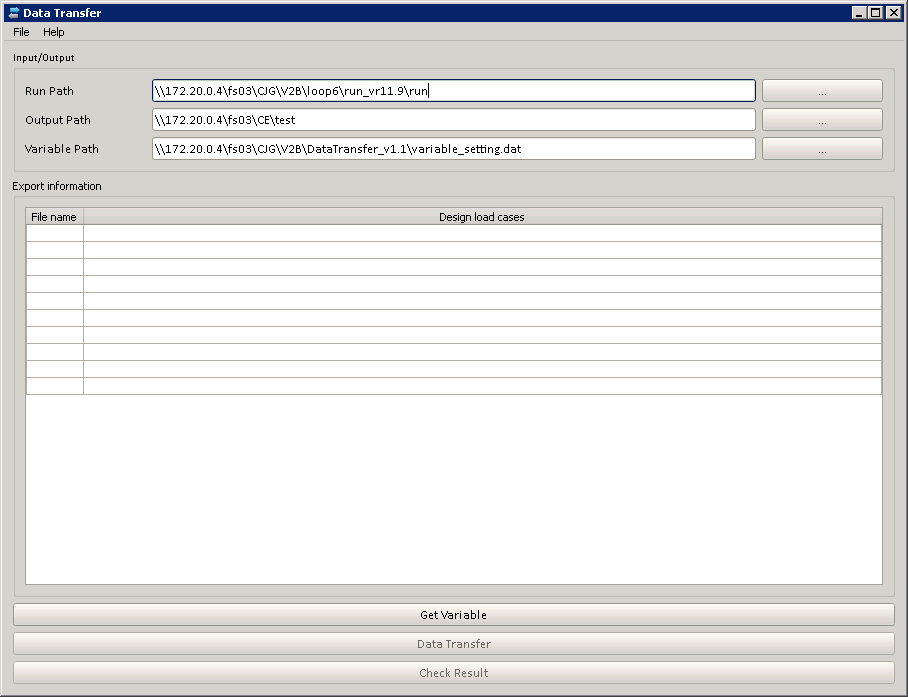 Data Transfer
File Help
Input/Output
Run Path \\172.20.0.4\fs03\CJG\V2B\loop6\run_vr11.9\run ...
Output Path \\172.20.0.4\fs03\CE\test ...
Variable Path \\172.20.0.4\fs03\CJG\V2B\DataTransfer_v1.1\variable_setting.dat ...
Export information
File name Design load cases
Get Variable
Data Transfer
Check Result